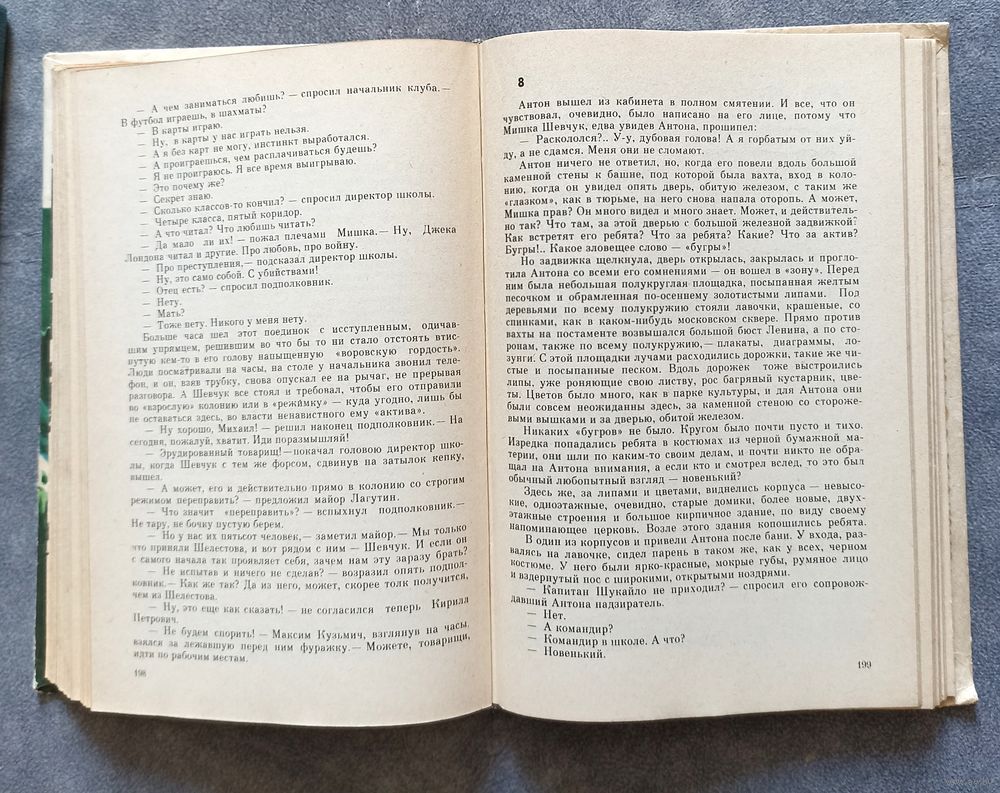 — А чем заниматься любишь? — спросил начальник клуба.—
В футбол играешь, в шахматы?
— В карты играю.
— Ну, в карты у нас играть нельзя.
— А я без карт не могу, инстинкт выработался.
— А проиграешься, чем расплачиваться будешь?
— Я не проигрываюсь. Я все время выигрываю.
— Это почему же?
— Секрет знаю.
— Сколько классов-то кончил? — спросил директор школы.
— Четыре класса, пятый коридор.
— А что читал? Что любишь читать?
— Да мало ли их! — пожал плечами Мишка.— Ну, Джека
Лондона читал и другие. Про любовь, про войну.
— Про преступления,— подсказал директор школы.
— Ну, это само собой. С убийствами!
— Отец есть? — спросил подполковник.
— Нету.
— Мать?
— Тоже нету. Никого у меня нету.
Больше часа шел этот поединок с исступленным, одичав-
шим упрямцем, решившим во что бы то ни стало отстоять втис-
нутую кем-то в его голову напыщенную «воровскую гордость».
Люди посматривали на часы, на столе у начальника звонил теле-
фон, и он, взяв трубку, снова опускал ее на рычаг, не прерывая
разговора. А Шевчук все стоял и требовал, чтобы его отправили
во «взрослую» колонию или в «режимку» — куда угодно, лишь бы
не оставаться здесь, во власти ненавистного ему «актива».
— Ну хорошо, Михаил! — решил наконец подполковник.— На
сегодня, пожалуй, хватит. Иди поразмышляй!
— Эрудированный товарищ!— покачал головою директор шко-
лы, когда Шевчук с тем же форсом, сдвинув на затылок кепку,
вышел.
— А может, его и действительно прямо в колонию со строгим
режимом переправить? — предложил майор Лагутин.
— Что значит «переправить»? — вспыхнул подполковник.—
Не тару, не бочку пустую берем.
— Но у нас их пятьсот человек,— заметил майор.— Мы только
что приняли Шелестова, и вот рядом с ним — Шевчук. И если он
с самого начала так проявляет себя, зачем нам эту заразу брать?
— Не испытав и ничего не сделав? — возразил опять подпол-
ковник.— Как же так? Да из него, может, скорее толк получится,
чем из Шелестова.
— Ну, это еще как сказать! — не согласился теперь Кирилл
Петрович.
— Не будем спорить! — Максим Кузьмич, взглянув на часы,
взялся за лежавшую перед ним фуражку.— Можете, товарищи,
идти по рабочим местам.
198
8
Антон вышел из кабинета в полном смятении. И все, что он
чувствовал, очевидно, было написано на его лице, потому что
Мишка Шевчук, едва увидев Антона, прошипел:
— Раскололся?.. У-у, дубовая голова! А я горбатым от них уй-
ду, а не сдамся. Меня они не сломают.
Антон ничего не ответил, но, когда его повели вдоль большой
каменной стены к башне, под которой была вахта, вход в коло-
нию, когда он увидел опять дверь, обитую железом, с таким же
«глазком», как в тюрьме, на него снова напала оторопь. А может,
Мишка прав? Он много видел и много знает. Может, и действитель-
но так? Что там, за этой дверью с большой железной задвижкой?
Как встретят его ребята? Что за ребята? Какие? Что за актив?
Бугры!.. Какое зловещее слово — «бугры»!
Но задвижка щелкнула, дверь открылась, закрылась и прогло-
тила Антона со всеми его сомнениями — он вошел в «зону». Перед
ним была небольшая полукруглая площадка, посыпанная желтым
песочком и обрамленная по-осеннему золотистыми липами. Под
деревьями по всему полукружию стояли лавочки, крашеные, со
спинками, как в каком-нибудь московском сквере. Прямо против
вахты на постаменте возвышался большой бюст Ленина, а по сто-
ронам, также по всему полукружию,— плакаты, диаграммы, ло-
зунги. С этой площадки лучами расходились дорожки, такие же чи-
стые и посыпанные песком. Вдоль дорожек тоже выстроились
липы, уже роняющие свою листву, рос багряный кустарник, цве-
ты. Цветов было много, как в парке культуры, и для Антона они
были совсем неожиданны здесь, за каменной стеною со стороже-
выми вышками и за дверью, обитой железом.
Никаких «бугров» не было. Кругом было почти пусто и тихо.
Изредка попадались ребята в костюмах из черной бумажной ма-
терии, они шли по каким-то своим делам, и почти никто не обра-
щал на Антона внимания, а если кто и смотрел вслед, то это был
обычный любопытный взгляд — новенький?
Здесь же, за липами и цветами, виднелись корпуса — невысо-
кие, одноэтажные, очевидно, старые домики, более новые, двух-
этажные строения и большое кирпичное здание, по виду своему
напоминающее церковь. Возле этого здания копошились ребята.
В один из корпусов и привели Антона после бани. У входа, раз-
валясь на лавочке, сидел парень в таком же, как у всех, черном
костюме. У него были ярко-красные, мокрые губы, румяное лицо
и вздернутый нос с широкими, открытыми ноздрями.
— Капитан Шукайло не приходил? — спросил его сопровож-
давший Антона надзиратель.
— Нет.
— А командир?
— Командир в школе. А что?
— Новенький.
199